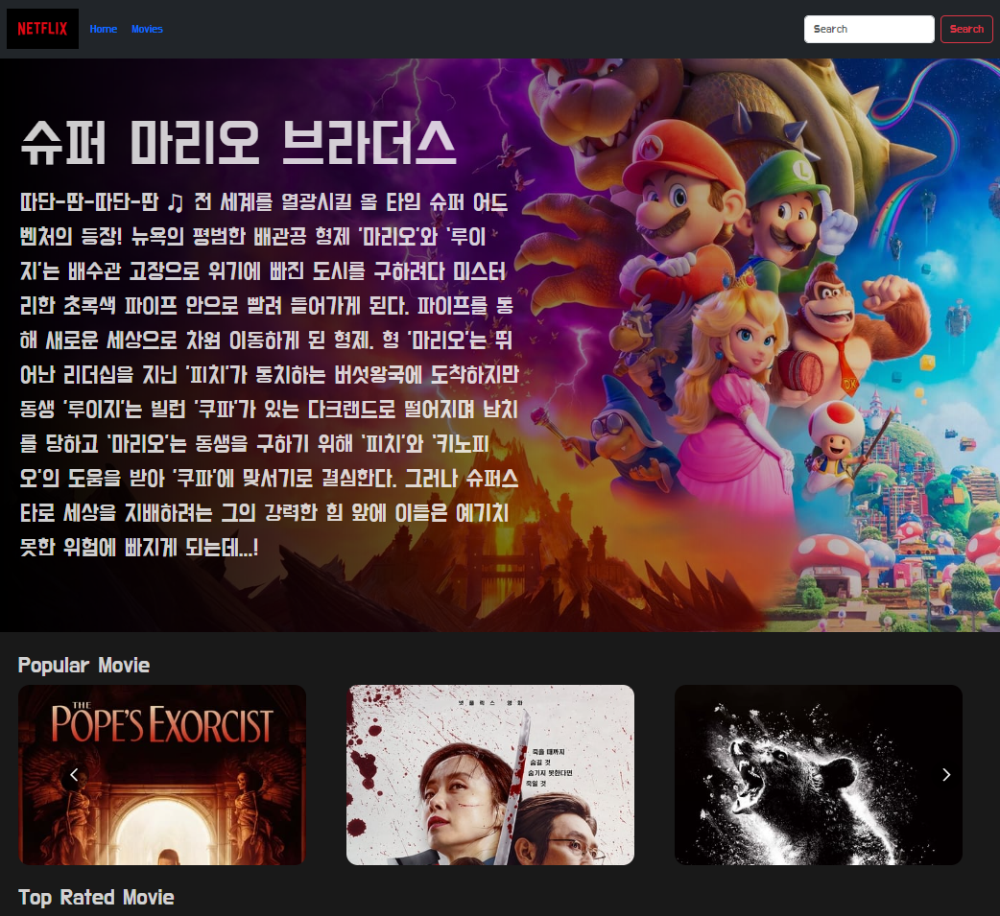 NETFLIX
Home
Movies
Search
Search
슈퍼 마리오 브라더스
따단-딴-따단-딴 ♫ 전 세계를 열광시킬 올 타임 슈퍼 어드
벤처의 등장! 뉴욕의 평범한 배관공 형제 '마리오'와 '루이
지'는 배수관 고장으로 위기에 빠진 도시를 구하려다 미스터
리한 초록색 파이프 안으로 빨려 들어가게 된다. 파이프를 통
해 새로운 세상으로 차원 이동하게 된 형제. 형 '마리오'는 뛰
어난 리더십을 지닌 '피치'가 통치하는 버섯왕국에 도착하지만
동생 '루이지'는 빌런 '쿠파'가 있는 다크랜드로 떨어지며 납치
를 당하고 '마리오'는 동생을 구하기 위해 '피치'와 '키노피
오'의 도움을 받아 '쿠파'에 맞서기로 결심한다. 그러나 슈퍼스
타로 세상을 지배하려는 그의 강력한 힘 앞에 이들은 예기치
못한 위험에 빠지게 되는데...!
L
DK
Popular Movie
THE
POPE'S EXORCIST
넷플릭스 영화
죽을 때까지
숨길 것
숨기지 못한다면
죽일 것
Top Rated Movie